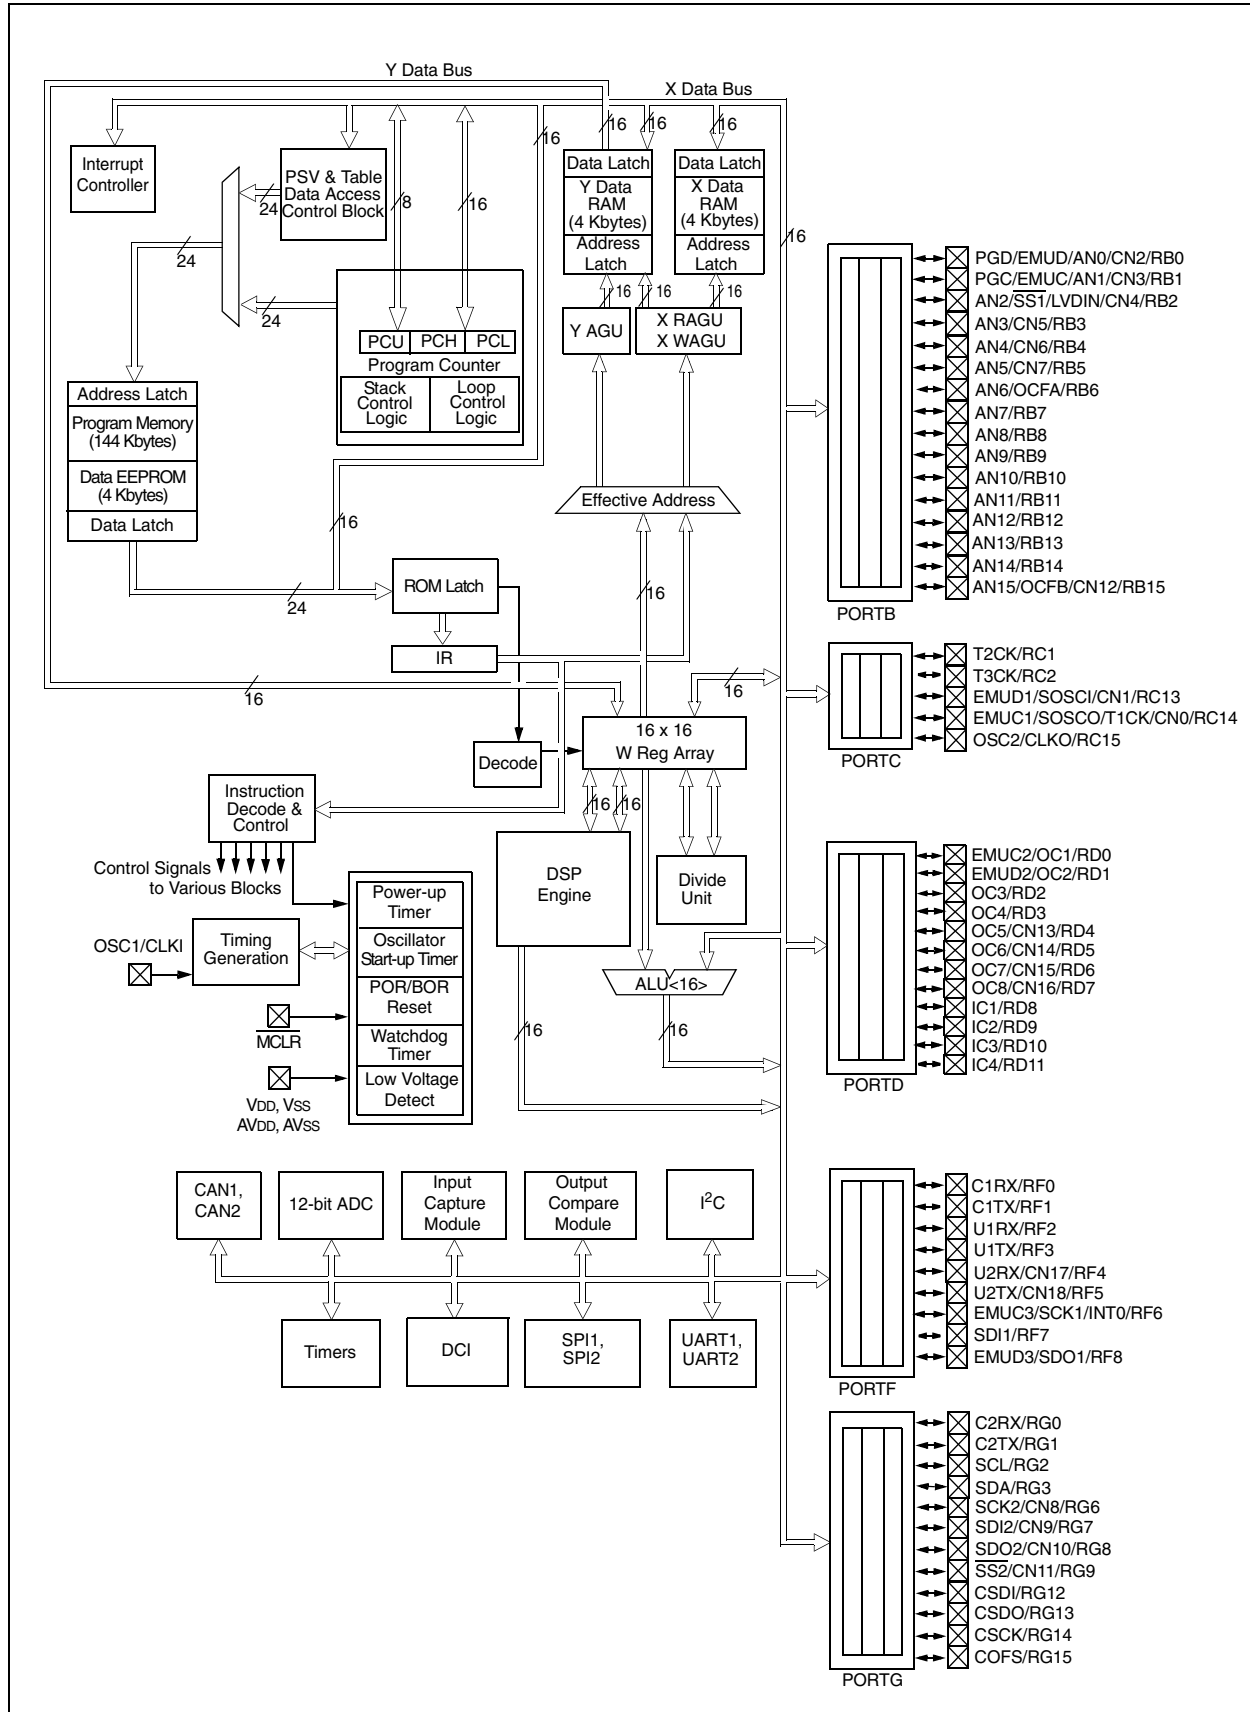 Y Data Bus
X Data Bus
16
16
16
16
Interrupt
Controller
PSV & Table
Data Access
Control Block
24
8
16
24
24
Data Latch
Y Data
RAM
(4 Kbytes)
Address
Latch
Data Latch
X Data
RAM
(4 Kbytes)
Address
Latch
16
16
16
16
Y AGU
X RAGU
X WAGU
PCU
PCH
PCL
Program Counter
Stack
Control
Logic
Loop
Control
Logic
Address Latch
Program Memory
(144 Kbytes)
Data EEPROM
(4 Kbytes)
Data Latch
16
24
Effective Address
ROM Latch
16
IR
16
16
16 x 16
W Reg Array
Decode
Instruction
Decode &
Control
16
16
Control Signals
to Various Blocks
DSP
Engine
Divide
Unit
Power-up
Timer
Oscillator
Start-up Timer
POR/BOR
Reset
Watchdog
Timer
Low Voltage
Detect
OSC1/CLKI
Timing
Generation
MCLR
VDD, VSS
AVDD, AVSS
ALU<16>
16
16
CAN1,
CAN2
12-bit ADC
Input
Capture
Module
Output
Compare
Module
I2C
Timers
DCI
SPI1,
SPI2
UART1,
UART2
PGD/EMUD/AN0/CN2/RB0
PGC/EMUC/AN1/CN3/RB1
AN2/SS1/LVDIN/CN4/RB2
AN3/CN5/RB3
AN4/CN6/RB4
AN5/CN7/RB5
AN6/OCFA/RB6
AN7/RB7
AN8/RB8
AN9/RB9
AN10/RB10
AN11/RB11
AN12/RB12
AN13/RB13
AN14/RB14
AN15/OCFB/CN12/RB15
PORTB
T2CK/RC1
T3CK/RC2
EMUD1/SOSCI/CN1/RC13
EMUC1/SOSCO/T1CK/CN0/RC14
OSC2/CLKO/RC15
PORTC
EMUC2/OC1/RD0
EMUD2/OC2/RD1
OC3/RD2
OC4/RD3
OC5/CN13/RD4
OC6/CN14/RD5
OC7/CN15/RD6
OC8/CN16/RD7
IC1/RD8
IC2/RD9
IC3/RD10
IC4/RD11
PORTD
C1RX/RF0
C1TX/RF1
U1RX/RF2
U1TX/RF3
U2RX/CN17/RF4
U2TX/CN18/RF5
EMUC3/SCK1/INT0/RF6
SDI1/RF7
EMUD3/SDO1/RF8
PORTF
C2RX/RG0
C2TX/RG1
SCL/RG2
SDA/RG3
SCK2/CN8/RG6
SDI2/CN9/RG7
SDO2/CN10/RG8
SS2/CN11/RG9
CSDI/RG12
CSDO/RG13
CSCK/RG14
COFS/RG15
PORTG